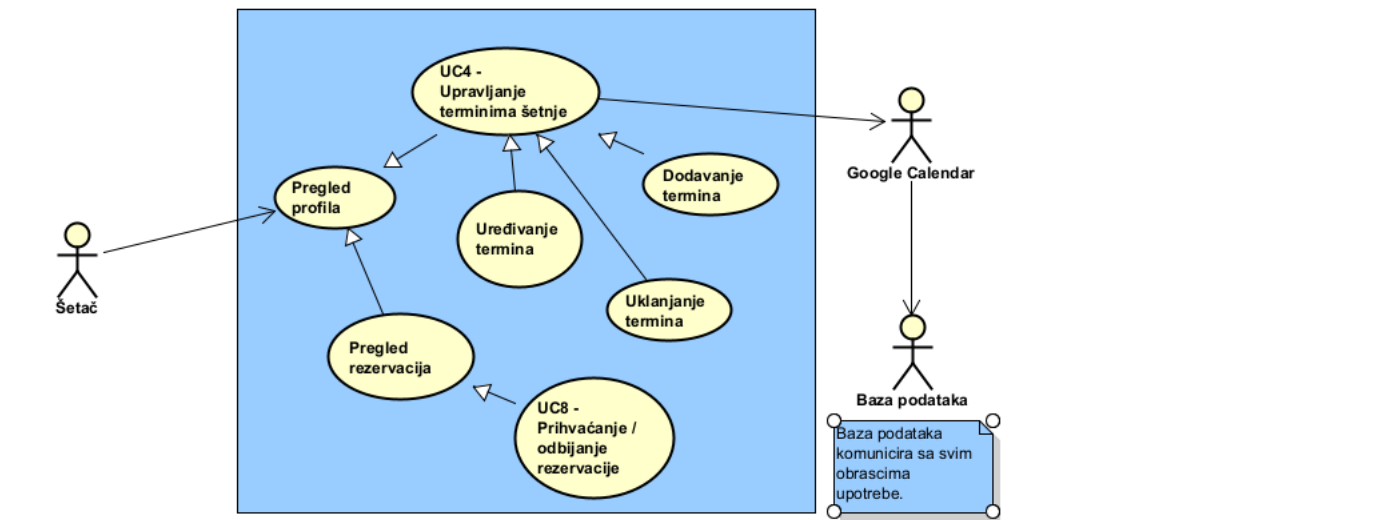 UC4 -
Upravljanje
terminima šetnje
Google Calendar
Dodavanje
termina
Pregled
profila
Uređivanje
termina
Šetač
Uklanjanje
termina
Pregled
rezervacija
Baza podataka
UC8 -
Prihvaćanje /
odbijanje
rezervacije
Baza podataka
komunicira sa svim
obrascima
upotrebe.